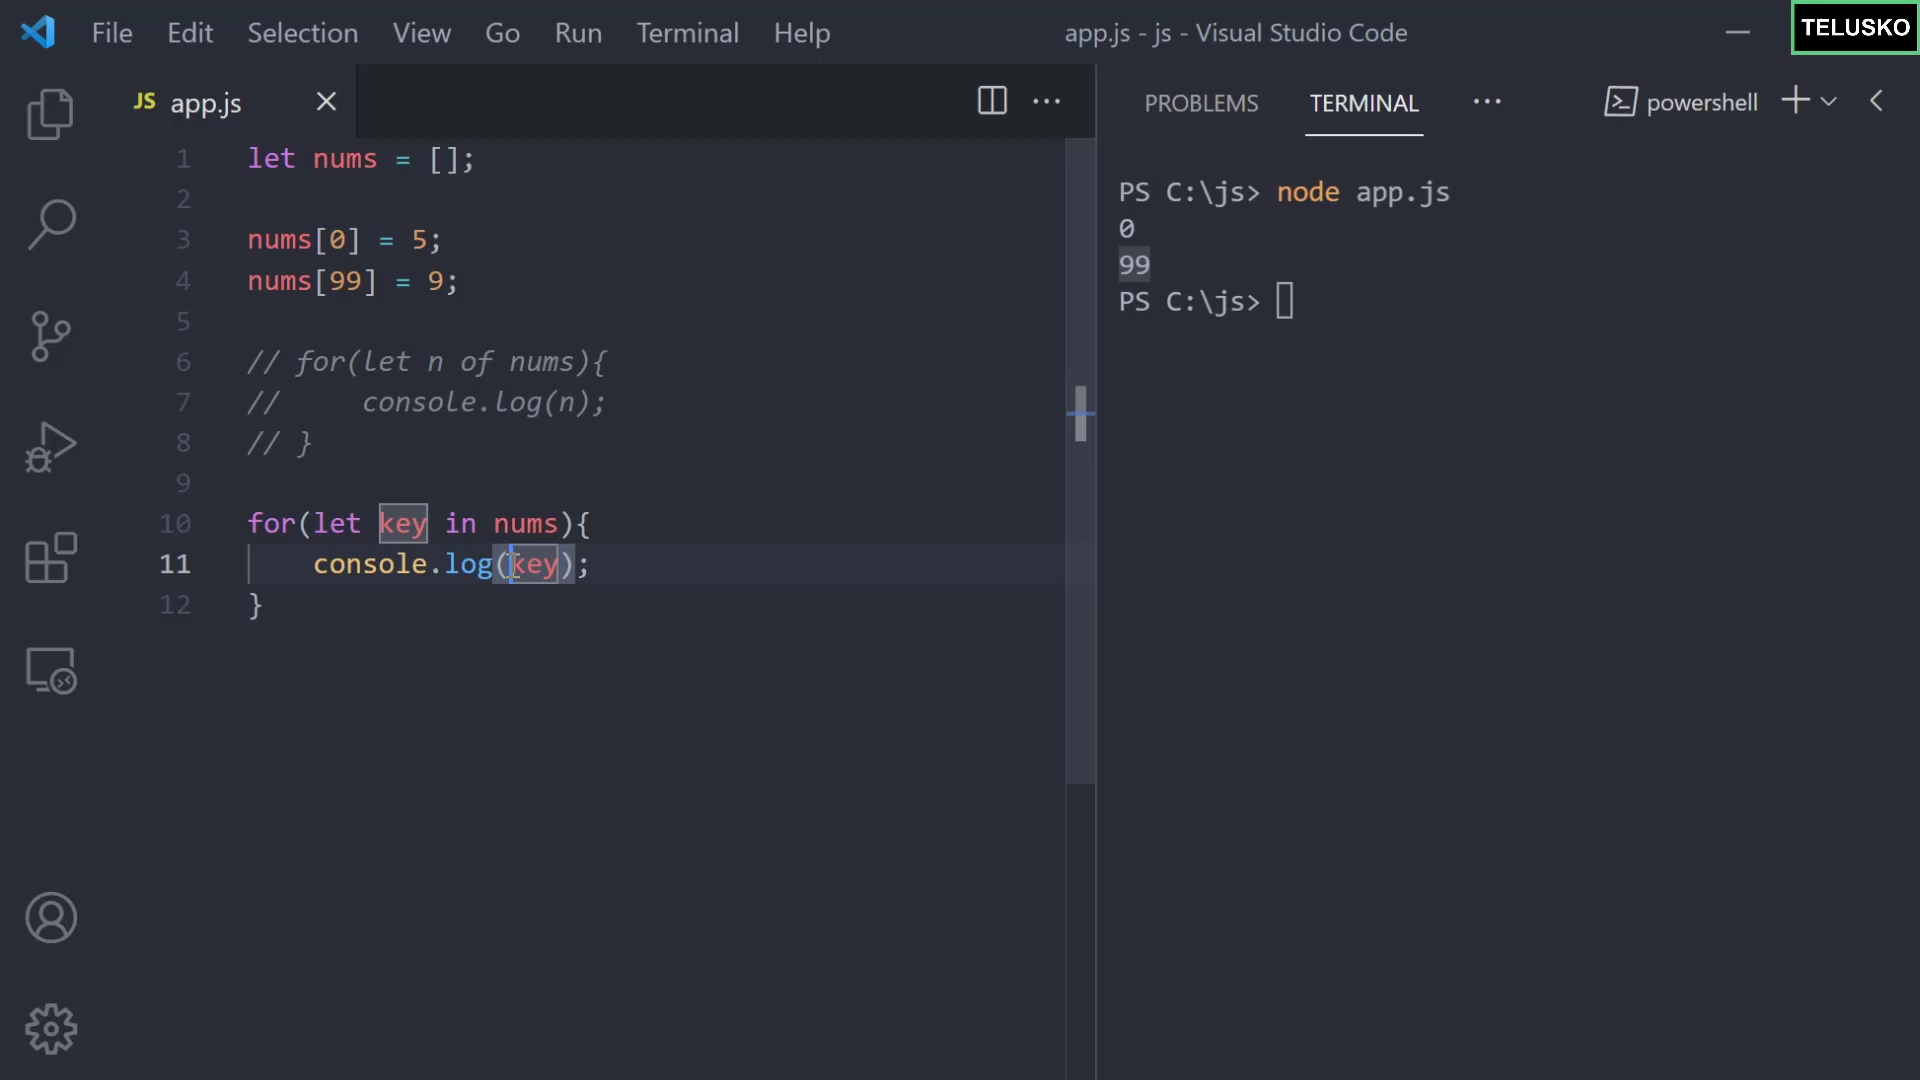 File Edit Selection View Go Run Terminal Help app.js - js - Visual Studio Code TELUSKO
JS app.js PROBLEMS TERMINAL powershell
1 let nums = [];
2
3 nums[0] = 5;
4 nums[99] = 9;
5
6 // for(let n of nums){
7 //     console.log(n);
8 // }
9
10 for(let key in nums){
11     console.log(key);
12 }
PS C:\js> node app.js
0
99
PS C:\js>